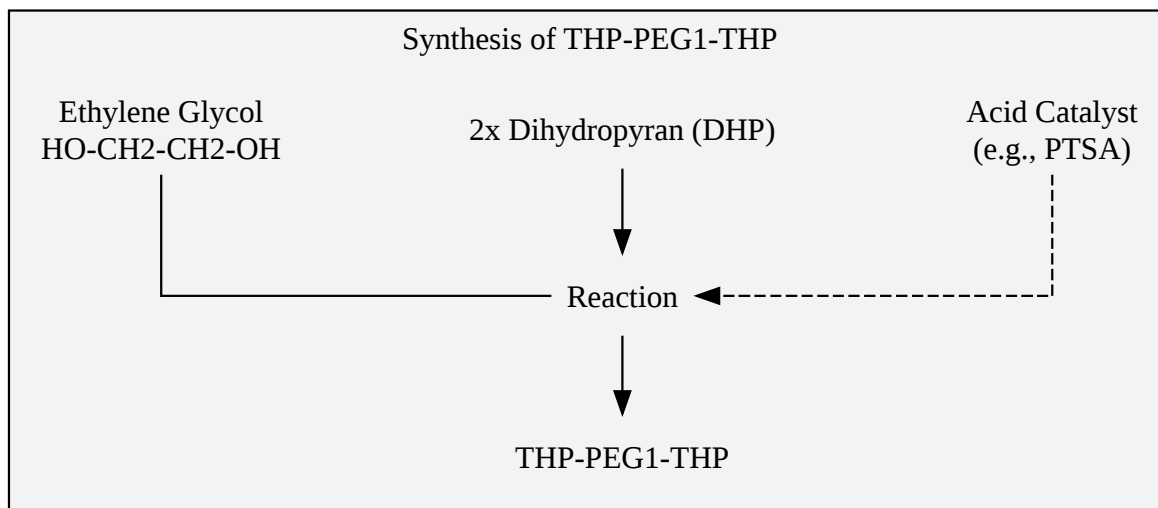 Synthesis of THP-PEG1-THP
Ethylene Glycol
HO-CH2-CH2-OH
2x Dihydropyran (DHP)
Acid Catalyst
(e.g., PTSA)
Reaction
THP-PEG1-THP